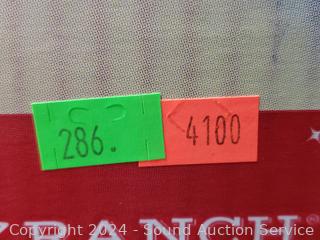 286. 4100
RANCH
Copyright © 2024 - Sound Auction Service